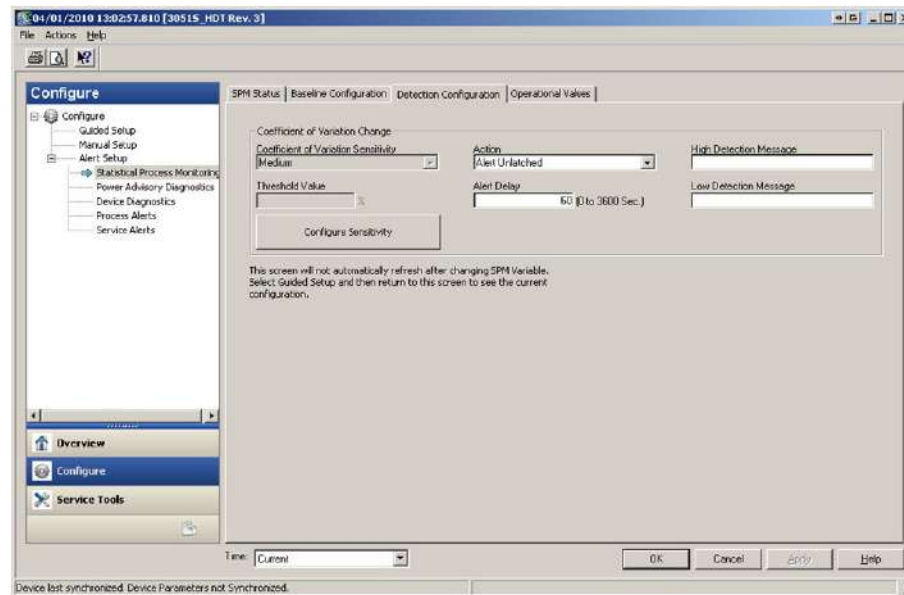 04/01/2010 13:02:57.810 [3051S_HDT Rev. 3]
File Actions Help
Configure
Configure
Guided Setup
Manual Setup
Alert Setup
Statistical Process Monitoring
Power Advisory Diagnostics
Device Diagnostics
Process Alerts
Service Alerts
Overview
Configure
Service Tools
SPM Status
Baseline Configuration
Detection Configuration
Operational Values
Coefficient of Variation Change
Coefficient of Variation Sensitivity
Medium
Threshold Value
%
Configure Sensitivity
Action
Alert Unlatched
Alert Delay
60 (0 to 3600 Sec.)
High Detection Message
Low Detection Message
This screen will not automatically refresh after changing SPM Variable.
Select Guided Setup and then return to this screen to see the current
configuration.
Time: Current
OK
Cancel
Apply
Help
Device last synchronized: Device Parameters not Synchronized.